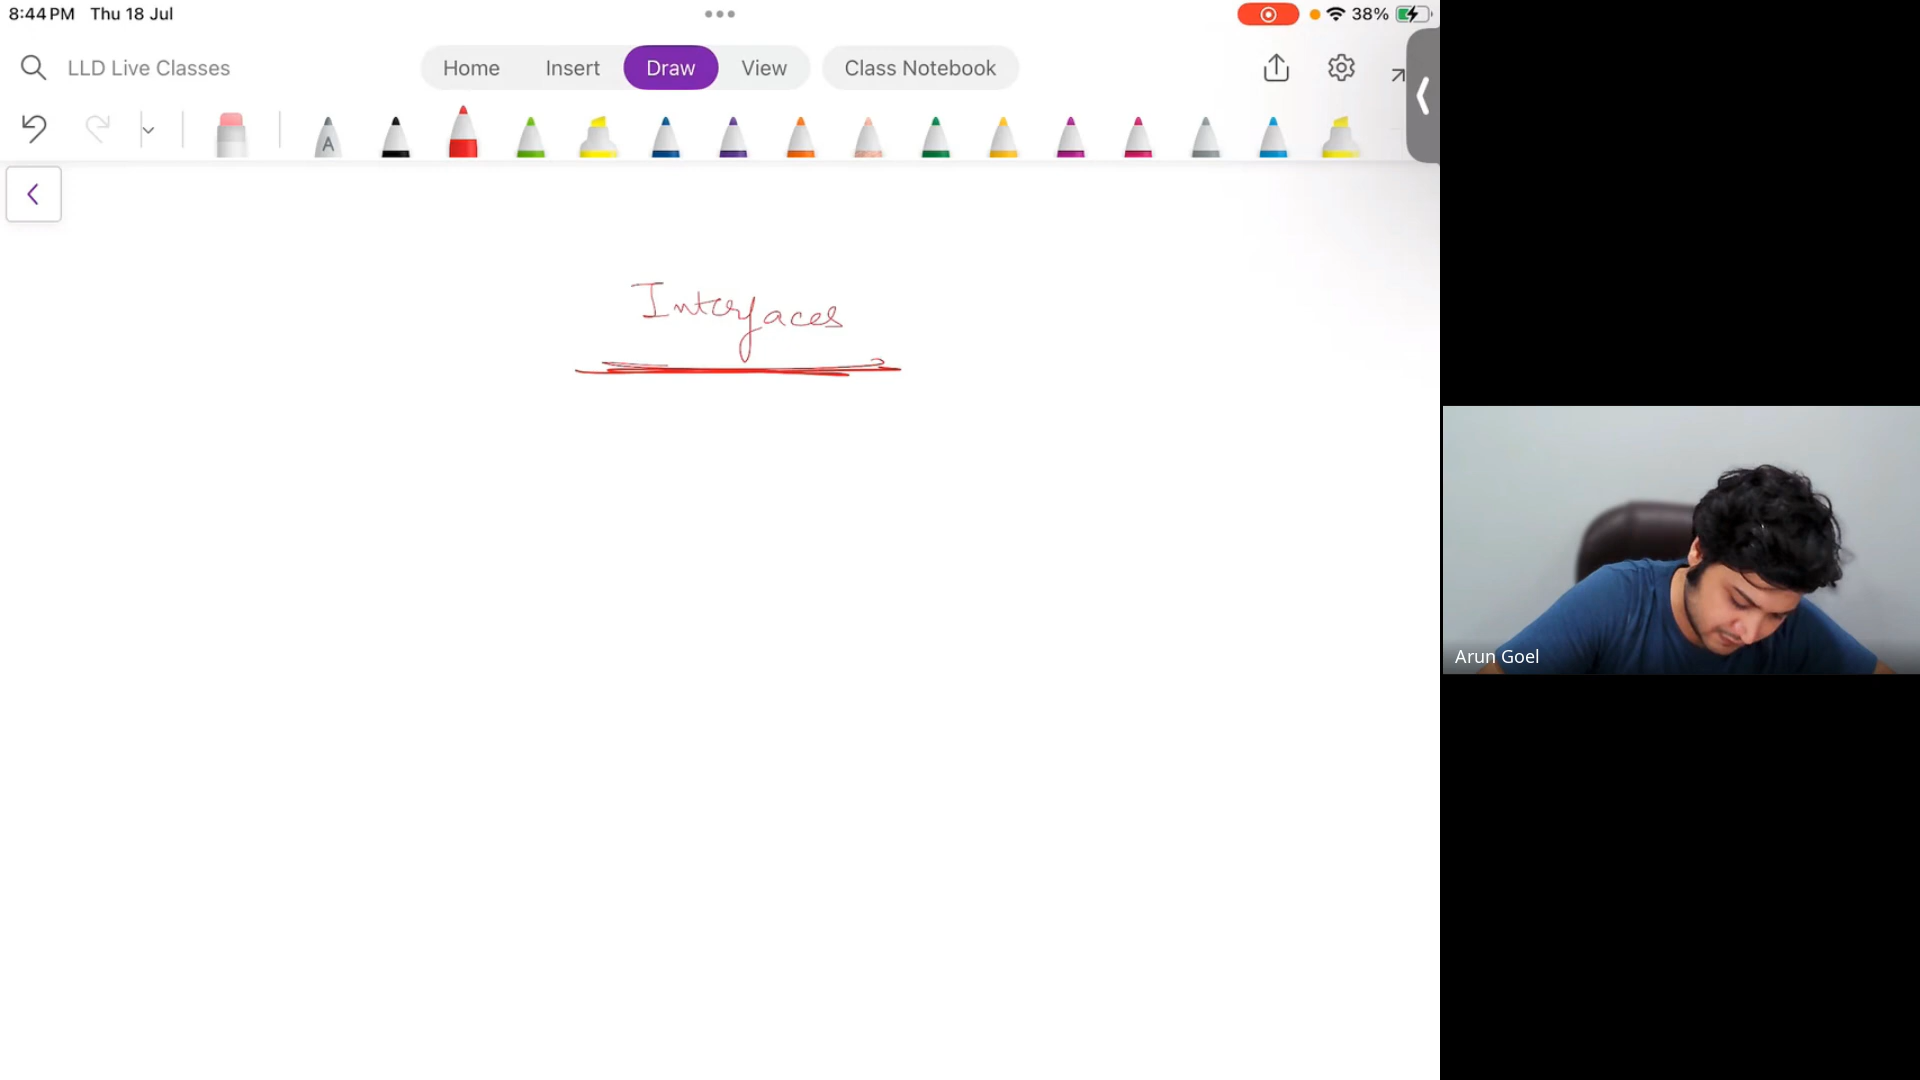 8:44 PM Thu 18 Jul 38%
LLD Live Classes Home Insert Draw View Class Notebook
A
Interfaces
Arun Goel